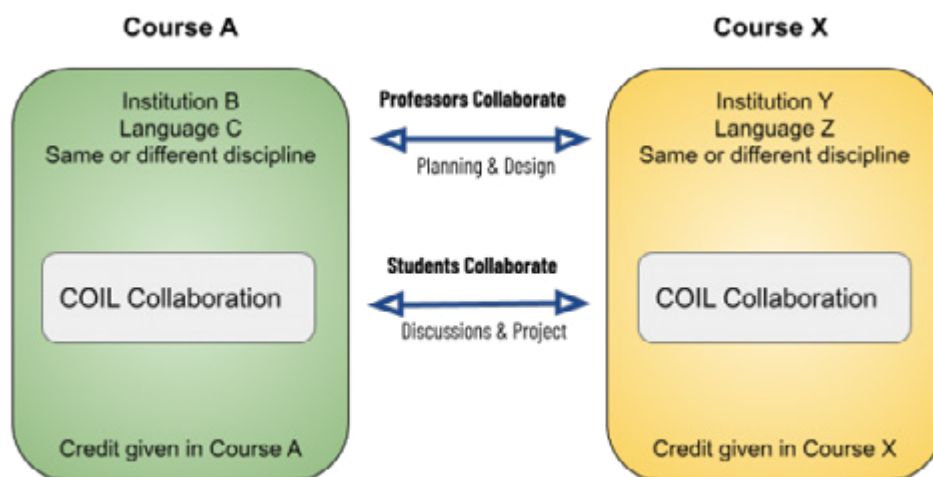 Course A
Institution B
Language C
Same or different discipline
COIL Collaboration
Credit given in Course A
Professors Collaborate
Planning & Design
Students Collaborate
Discussions & Project
Course X
Institution Y
Language Z
Same or different discipline
COIL Collaboration
Credit given in Course X